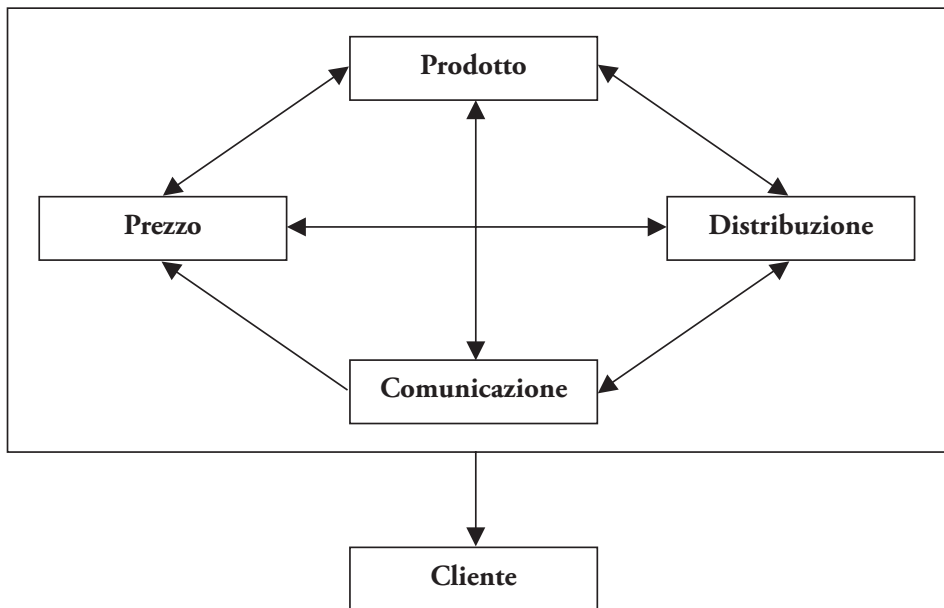 Prodotto
Prezzo
Distribuzione
Comunicazione
Cliente